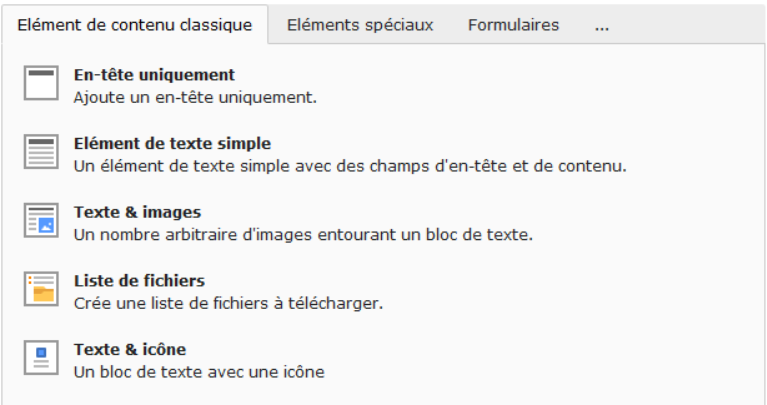 Elément de contenu classique Eléments spéciaux Formulaires ...
En-tête uniquement
Ajoute un en-tête uniquement.
Elément de texte simple
Un élément de texte simple avec des champs d'en-tête et de contenu.
Texte & images
Un nombre arbitraire d'images entourant un bloc de texte.
Liste de fichiers
Crée une liste de fichiers à télécharger.
Texte & icône
Un bloc de texte avec une icône